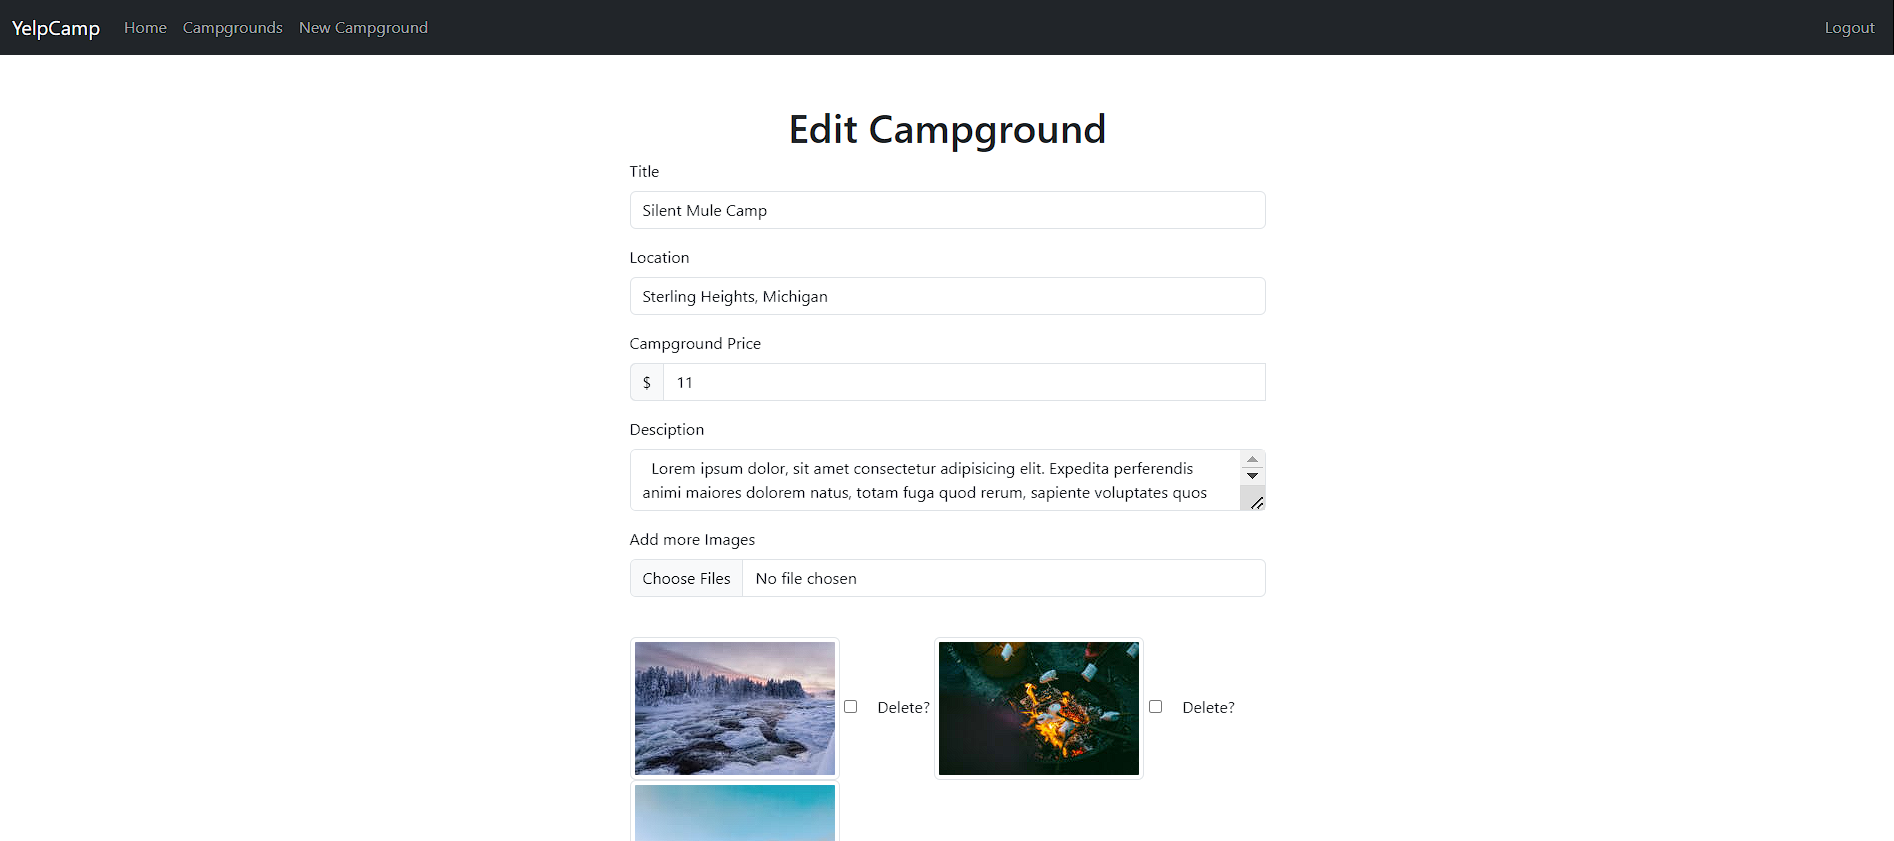 YelpCamp Home Campgrounds New Campground Logout
Edit Campground
Title
Silent Mule Camp
Location
Sterling Heights, Michigan
Campground Price
$ 11
Desciption
Lorem ipsum dolor, sit amet consectetur adipisicing elit. Expedita perferendis
animi maiores dolorem natus, totam fuga quod rerum, sapiente voluptates quos
Add more Images
Choose Files No file chosen
Delete? Delete?